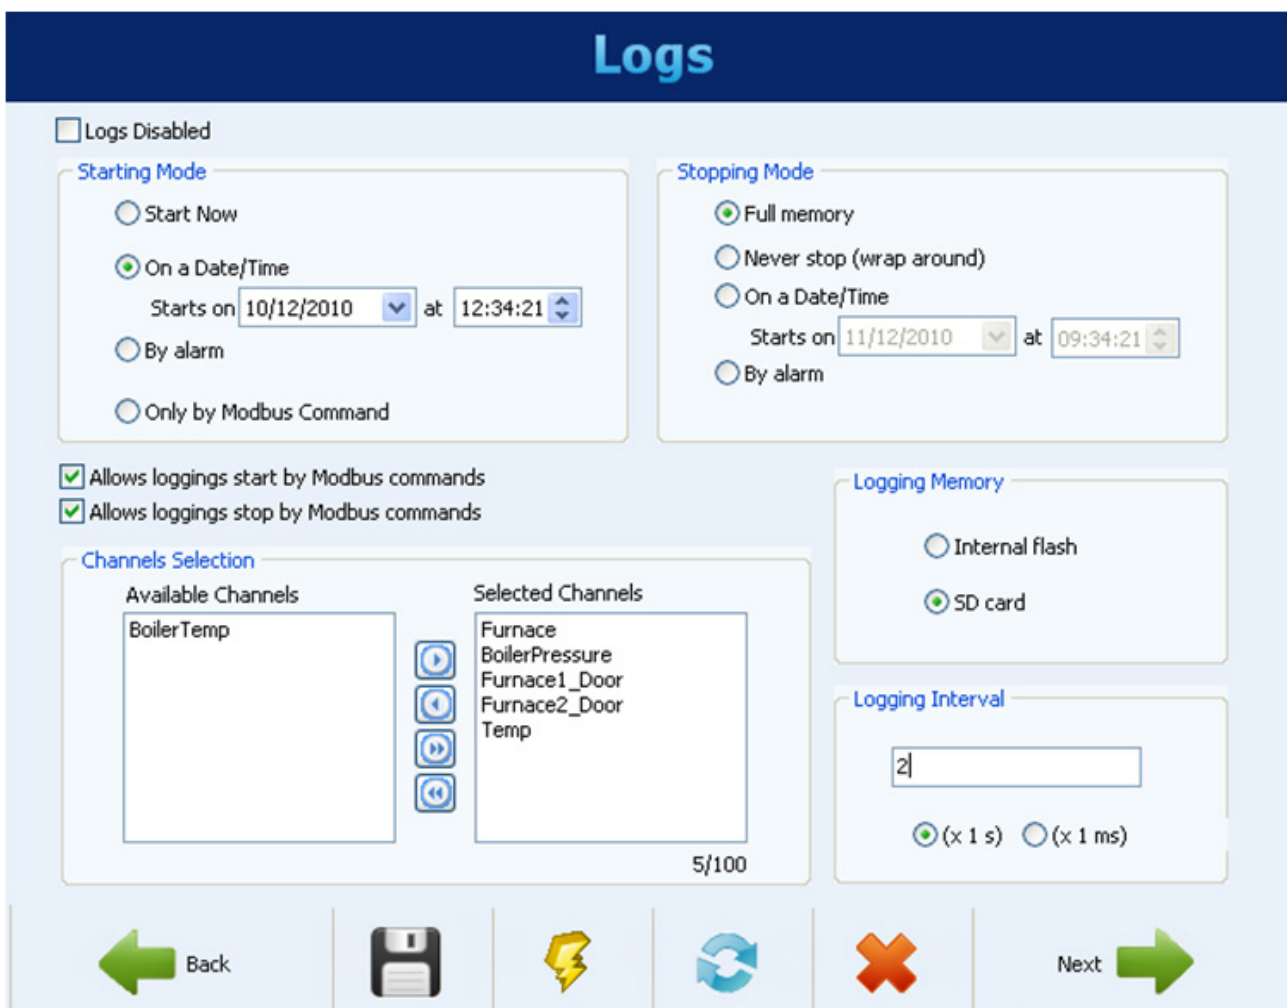 Logs
Logs Disabled
Starting Mode
Start Now
On a Date/Time
Starts on 10/12/2010 at 12:34:21
By alarm
Only by Modbus Command
Stopping Mode
Full memory
Never stop (wrap around)
On a Date/Time
Starts on 11/12/2010 at 09:34:21
By alarm
Allows loggings start by Modbus commands
Allows loggings stop by Modbus commands
Channels Selection
Available Channels
BoilerTemp
Selected Channels
Furnace
BoilerPressure
Furnace1_Door
Furnace2_Door
Temp
5/100
Logging Memory
Internal flash
SD card
Logging Interval
2
(x 1 s) (x 1 ms)
Back
Next